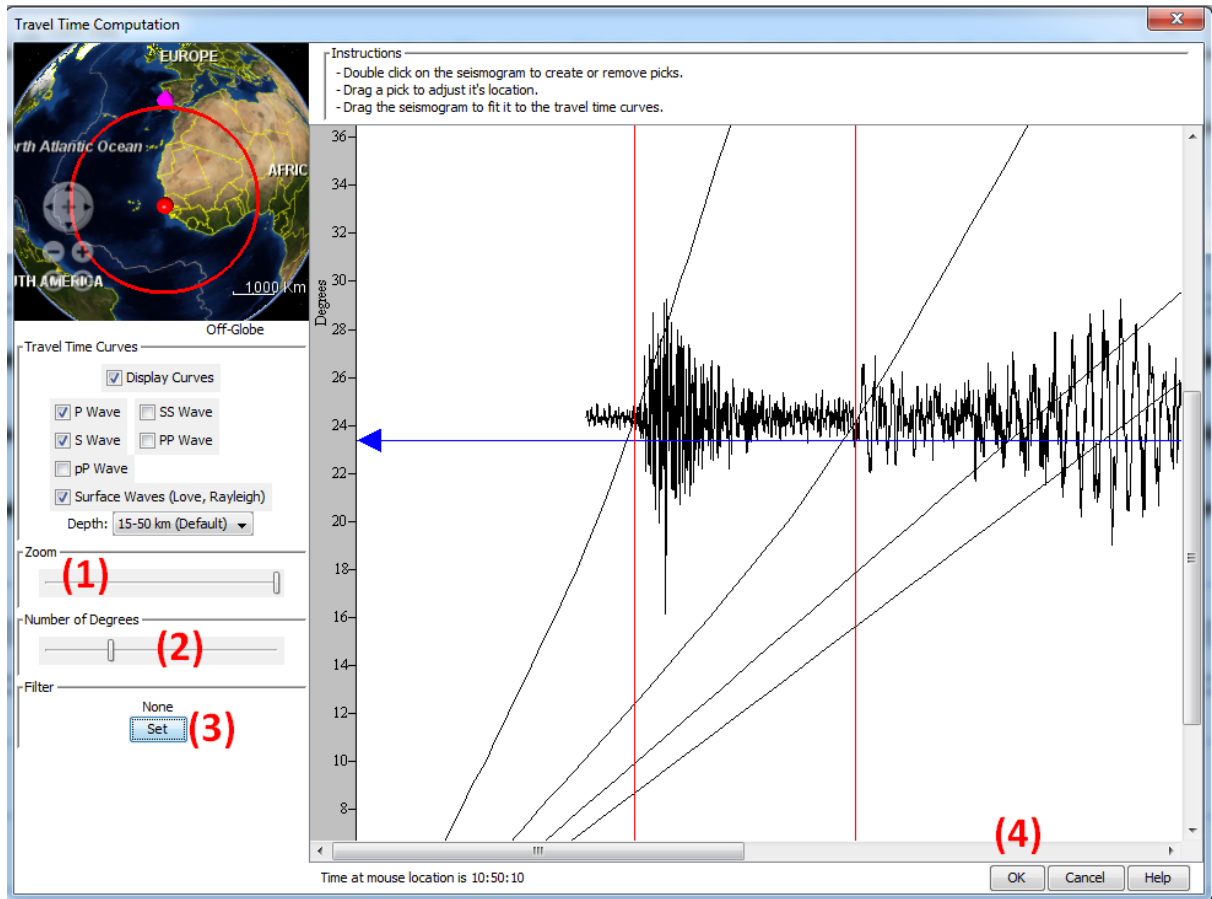 Travel Time Computation
x
EUROPE
rth Atlantic Ocean
AFRIC
TH AMERICA
1000 Km
Off-Globe
Travel Time Curves
Display Curves
P Wave
SS Wave
S Wave
PP Wave
pP Wave
Surface Waves (Love, Rayleigh)
Depth: 15-50 km (Default)
Zoom
(1)
Number of Degrees
(2)
Filter
None
Set
(3)
Instructions
- Double click on the seismogram to create or remove picks.
- Drag a pick to adjust it's location.
- Drag the seismogram to fit it to the travel time curves.
Degrees
36
34
32
30
28
26
24
22
20
18
16
14
12
10
8
(4)
Time at mouse location is 10:50:10
OK
Cancel
Help